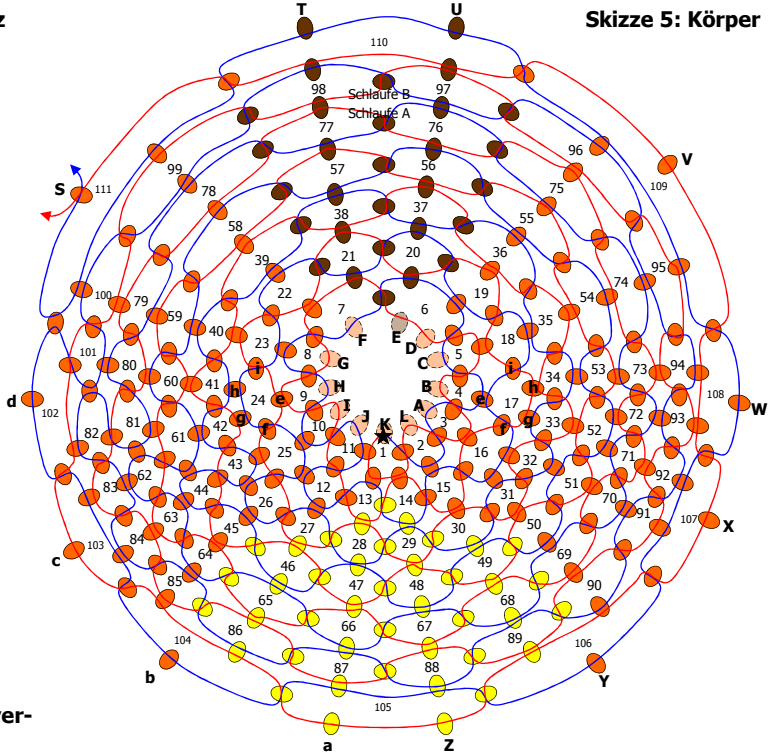 z T U Skizze 5: Körper
110
98 Schlaufe B 97
Schlaufe A
77 76
57 56 96 V
99 109
S 111 78 75
38 37
58 55
39 21 20 36 95
100 22 7 6 19 74
79 59 54
40 F E 35
23 D 18
8 G C 5
101 80 i i 53 73 94
60 41 h H B 4 h 34 108
d 24 e 9 e 17 W
102 I A
81 42 g f J K L f g 33 72 93
82 61 10 3 52
25 11 1 2 16 71
83 62 43 32 92
44 12 13 14 15 51 70
63 26 31 91 107 X
45 27 30 50
c 103 84 64 28 29
46 49 69
85 47 48 90
65 68
86 66 67 89
104 106
b 87 88 Y
105
ver- a Z